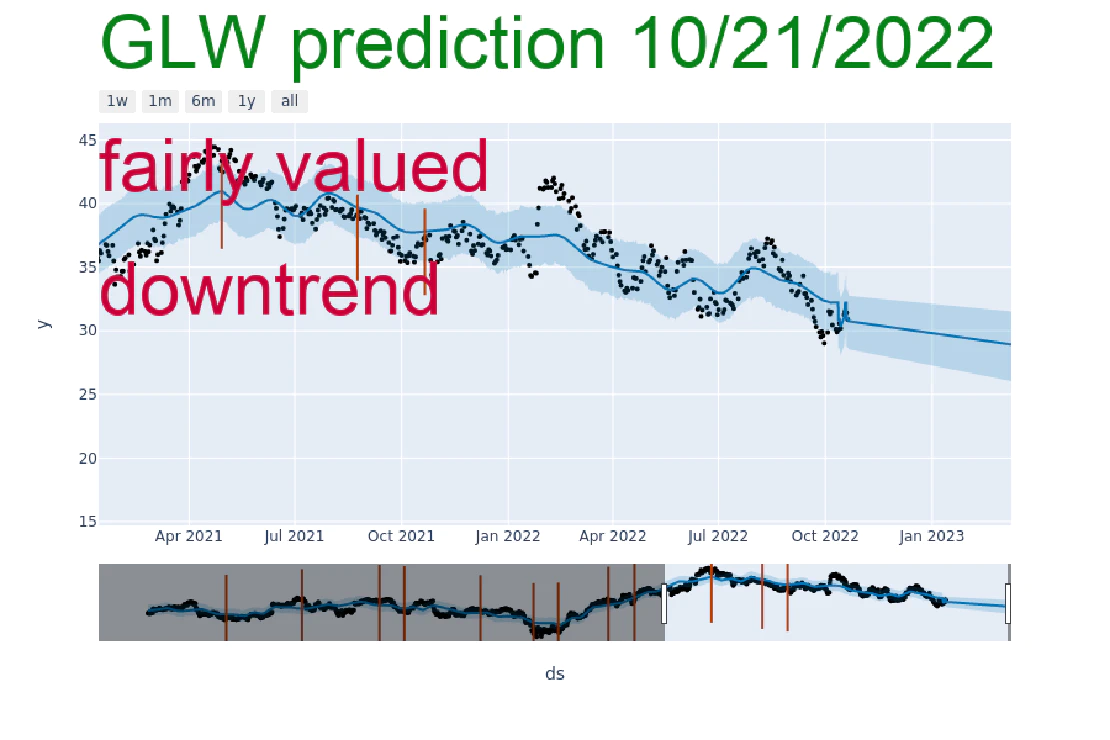 GLW prediction 10/21/2022
1w 1m 6m 1y all
45
fairly valued
40
35
downtrend
y
30
25
20
15
Apr 2021 Jul 2021 Oct 2021 Jan 2022 Apr 2022 Jul 2022 Oct 2022 Jan 2023
ds